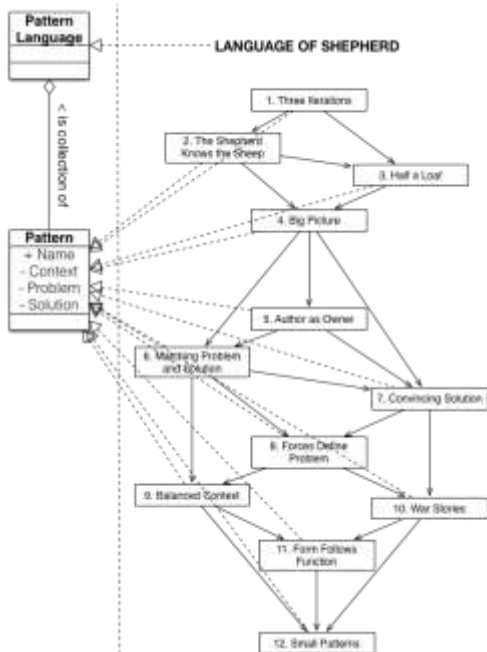 Pattern
Language
LANGUAGE OF SHEPHERD
< is collection of
Pattern
+ Name
- Context
- Problem
- Solution
1. Three Iterations
2. The Shepherd
Knows the Sheep
3. Half a Loaf
4. Big Picture
5. Author as Owner
6. Matching Problem
and Solution
7. Convincing Solution
8. Forces Define
Problem
9. Balanced Context
10. War Stories
11. Form Follows
Function
12. Small Patterns